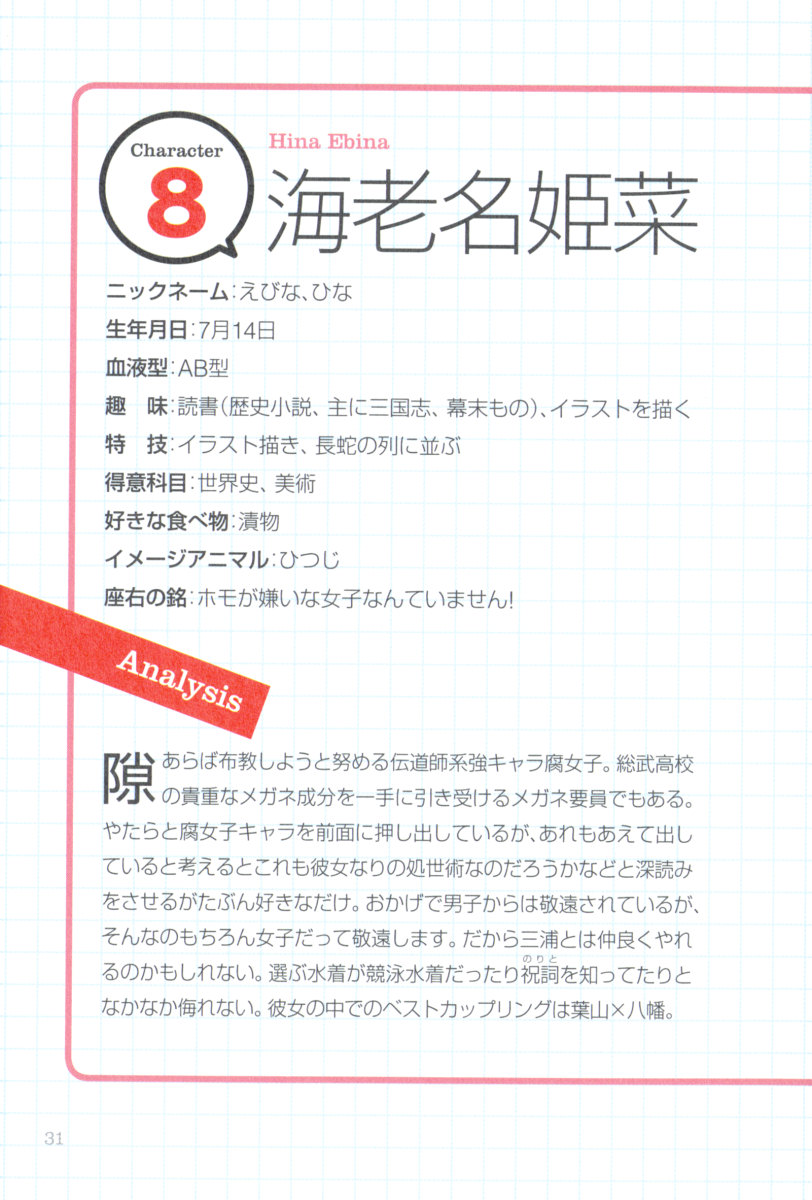 Character
8
Hina Ebina
海老名姫菜
ニックネーム:えびな、ひな
生年月日:7月14日
血液型:AB型
趣　味:読書(歴史小説、主に三国志、幕末もの)、イラストを描く
特　技:イラスト描き、長蛇の列に並ぶ
得意科目:世界史、美術
好きな食べ物:漬物
イメージアニマル:ひつじ
座右の銘:ホモが嫌いな女子なんていません!
Analysis
隙あらば布教しようと努める伝道師系強キャラ腐女子。総武高校
の貴重なメガネ成分を一手に引き受けるメガネ要員でもある。
やたらと腐女子キャラを前面に押し出しているが、あれもあえて出し
ていると考えるとこれも彼女なりの処世術なのだろうかなどと深読み
をさせるがたぶん好きなだけ。おかげで男子からは敬遠されているが、
そんなのもちろん女子だって敬遠します。だから三浦とは仲良くやれ
のりと
るのかもしれない。選ぶ水着が競泳水着だったり祝詞を知ってたりと
なかなか侮れない。彼女の中でのベストカップリングは葉山×八幡。
31